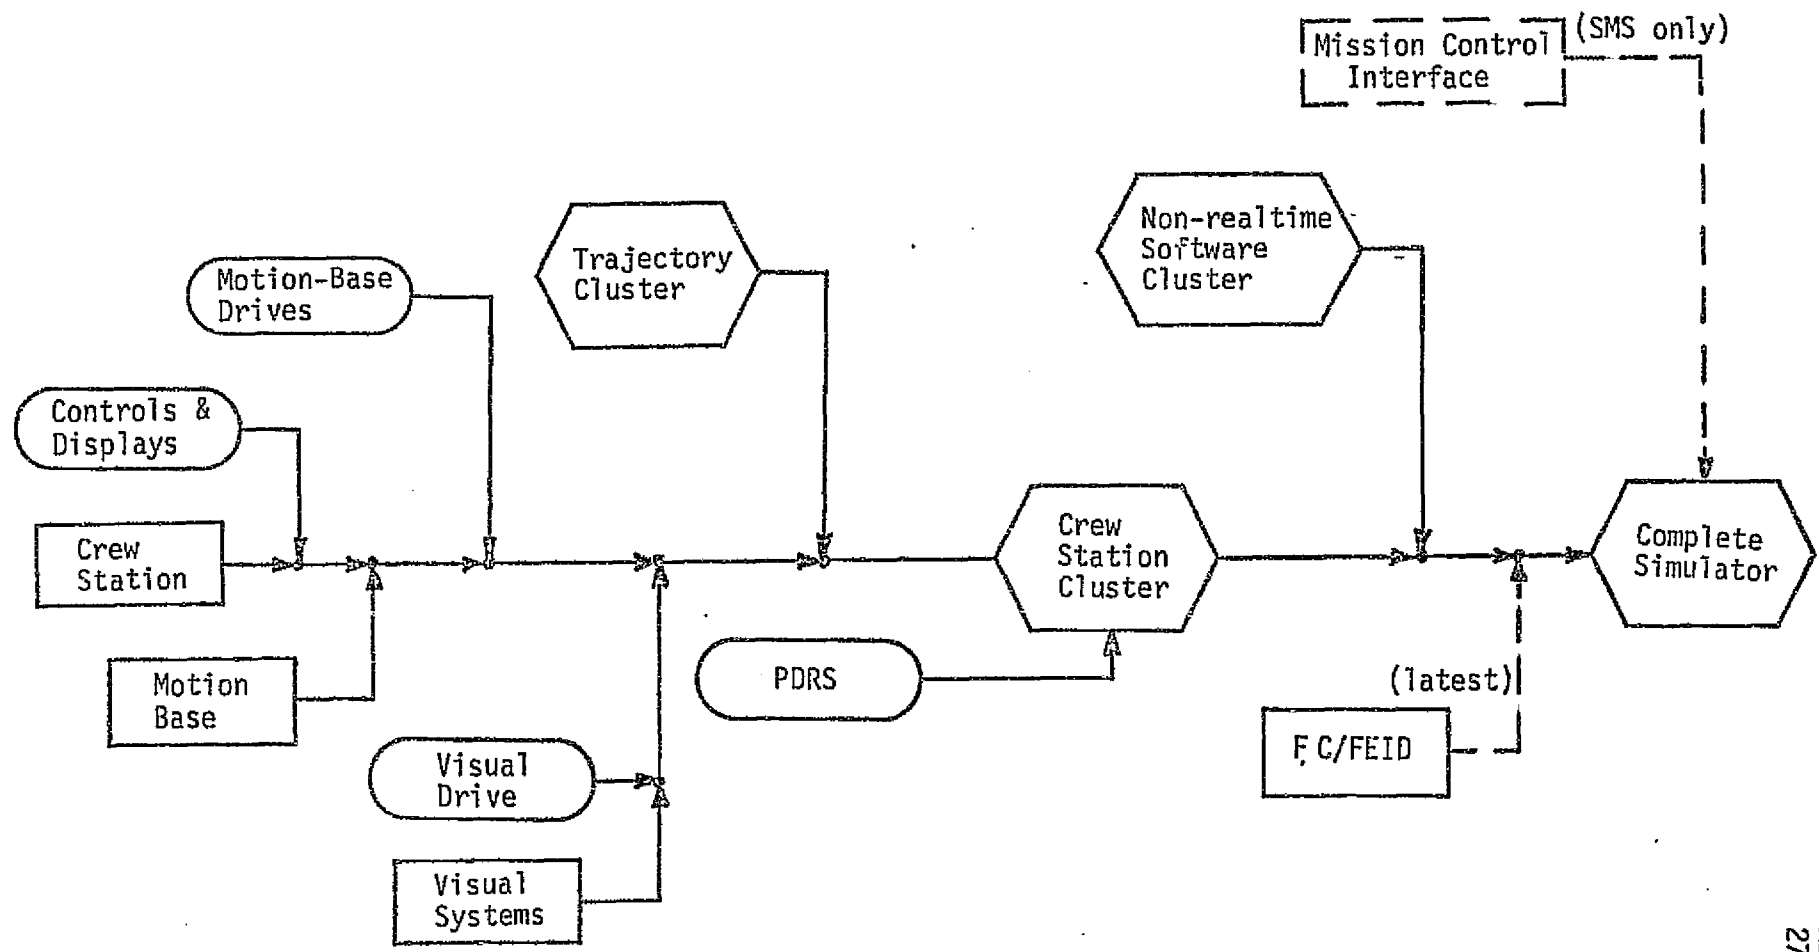 (SMS only)
Mission Control
Interface
Non-realtime
Software
Cluster
Trajectory
Cluster
Motion-Base
Drives
Controls &
Displays
Crew
Station
Motion
Base
Visual
Drive
Visual
Systems
PDRS
Crew
Station
Cluster
Complete
Simulator
(latest)
F,C/FEID
27